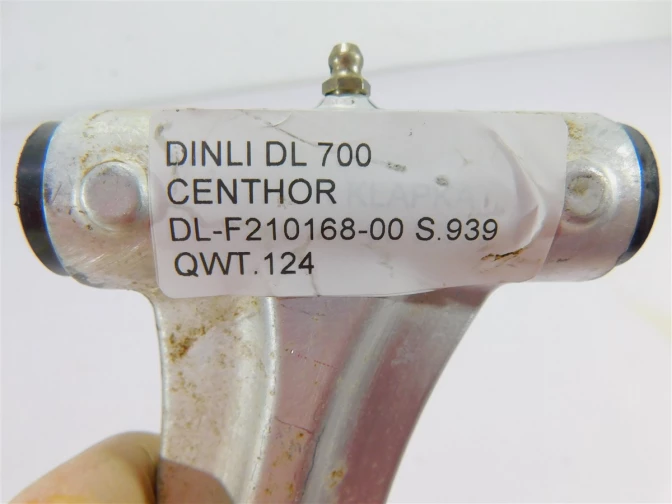 DINLI DL 700
CENTHOR
DL-F210168-00 S.939
QWT.124